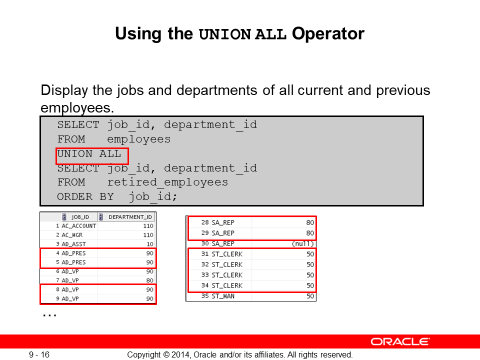 Using the UNION ALL Operator
Display the jobs and departments of all current and previous
employees.
SELECT job_id, department_id
FROM employees
UNION ALL
SELECT job_id, department_id
FROM retired_employees
ORDER BY job_id;
JOB_ID DEPARTMENT_ID
1 AC_ACCOUNT 110
2 AC_MGR 110
3 AD_ASST 10
4 AD_PRES 90
5 AD_PRES 90
6 AD_VP 90
7 AD_VP 80
8 AD_VP 90
9 AD_VP 90
...
28 SA_REP 80
29 SA_REP 80
30 SA_REP (null)
31 ST_CLERK 50
32 ST_CLERK 50
33 ST_CLERK 50
34 ST_CLERK 50
35 ST_MAN 50
ORACLE
9 - 16 Copyright © 2014, Oracle and/or its affiliates. All rights reserved.